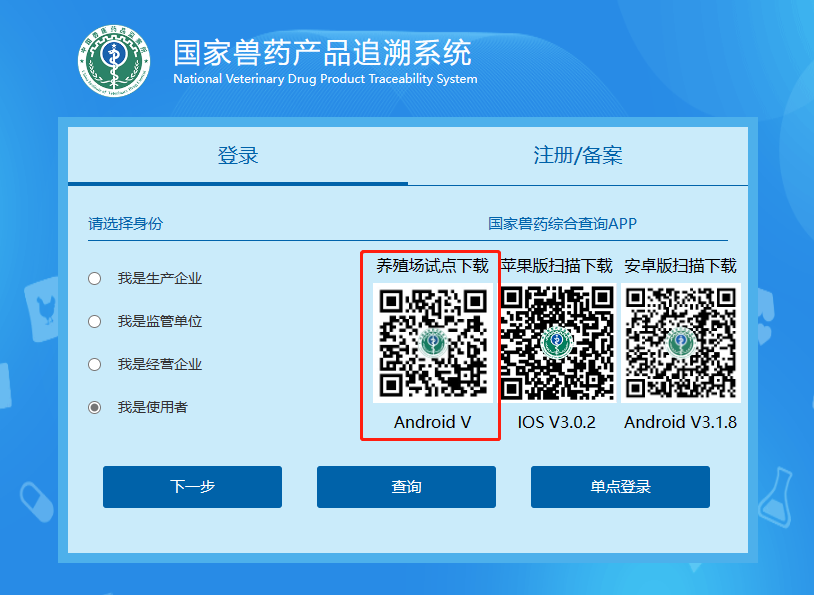 国家兽药产品追溯系统
National Veterinary Drug Product Traceability System
登录
注册/备案
请选择身份
国家兽药综合查询APP
养殖场试点下载
苹果版扫描下载
安卓版扫描下载
我是生产企业
我是监管单位
我是经营企业
我是使用者
Android V
IOS V3.0.2
Android V3.1.8
下一步
查询
单点登录